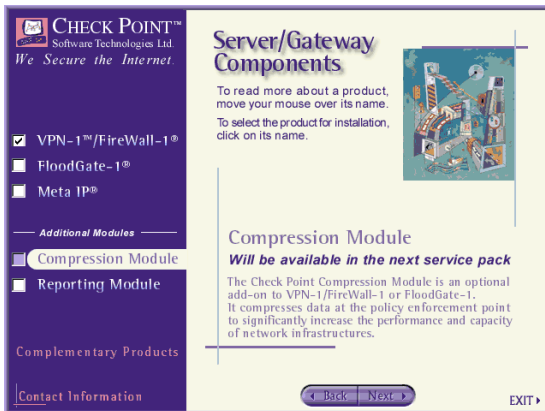 CHECK POINT™
Software Technologies Ltd.
We Secure the Internet.
VPN-1™/FireWall-1®
FloodGate-1®
Meta IP®
Additional Modules
Compression Module
Reporting Module
Complementary Products
Contact Information
Server/Gateway
Components
To read more about a product,
move your mouse over its name.
To select the product for installation,
click on its name.
Compression Module
Will be available in the next service pack
The Check Point Compression Module is an optional
add-on to VPN-1/FireWall-1 or FloodGate-1.
It compresses data at the policy enforcement point
to significantly increase the performance and capacity
of network infrastructures.
Back Next
EXIT